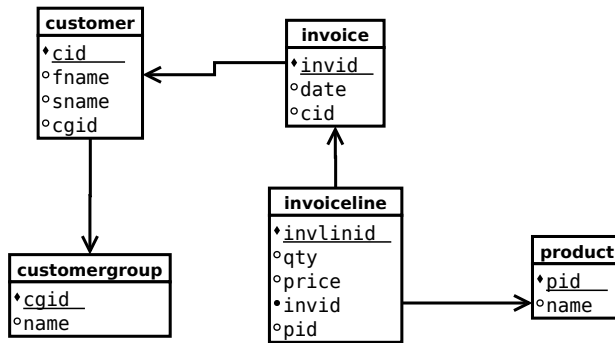 customer
cid
fname
sname
cgid
invoice
invid
date
cid
invoiceline
invlinid
qty
price
invid
pid
customergroup
cgid
name
product
pid
name